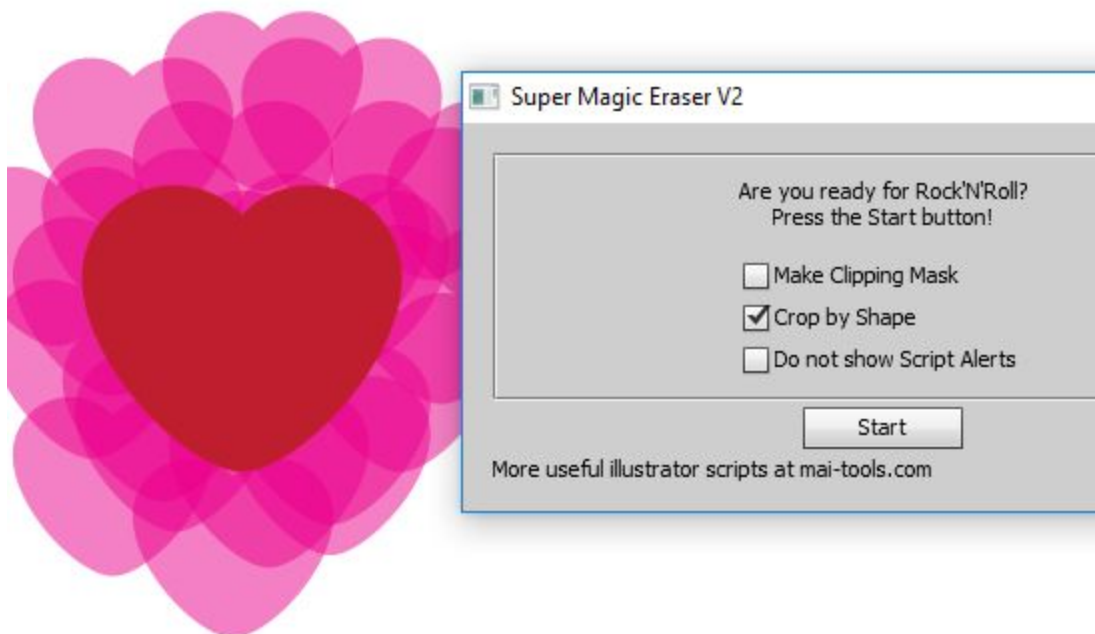 Super Magic Eraser V2
Are you ready for Rock'N'Roll?
Press the Start button!
Make Clipping Mask
Crop by Shape
Do not show Script Alerts
Start
More useful illustrator scripts at mai-tools.com